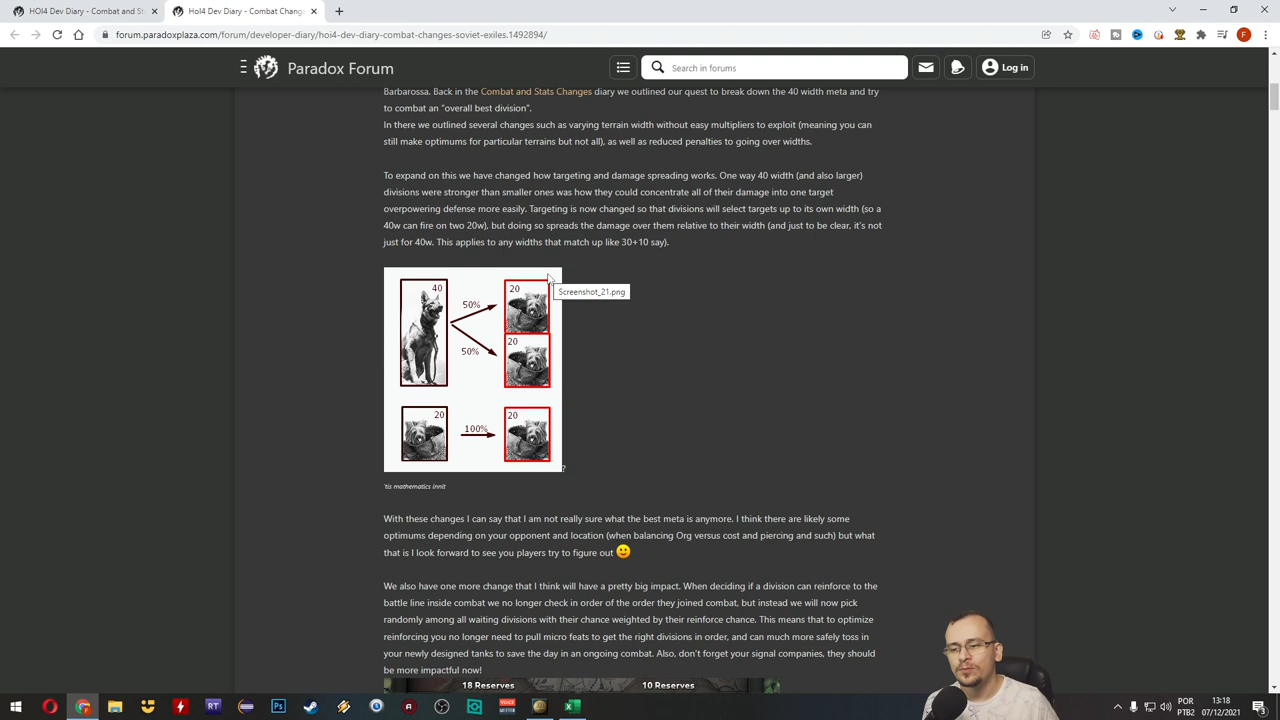 HOI4 Dev Diary - Combat and St
HoI4 Dev Diary - Combat Chang
forum.paradoxplaza.com/forum/developer-diary/hoi4-dev-diary-combat-changes-soviet-exiles.1492894/
F
Paradox Forum
Search in forums
Log in
Barbarossa. Back in the Combat and Stats Changes diary we outlined our quest to break down the 40 width meta and try
to combat an “overall best division”.
In there we outlined several changes such as varying terrain width without easy multipliers to exploit (meaning you can
still make optimums for particular terrains but not all), as well as reduced penalties to going over widths.
To expand on this we have changed how targeting and damage spreading works. One way 40 width (and also larger)
divisions were stronger than smaller ones was how they could concentrate all of their damage into one target
overpowering defense more easily. Targeting is now changed so that divisions will select targets up to its own width (so a
40w can fire on two 20w), but doing so spreads the damage over them relative to their width (and just to be clear, it’s not
just for 40w. This applies to any widths that match up like 30+10 say).
Screenshot_21.png
40
50%
20
50%
20
20
100%
20
?
'tis mathematics innit
With these changes I can say that I am not really sure what the best meta is anymore. I think there are likely some
optimums depending on your opponent and location (when balancing Org versus cost and piercing and such) but what
that is I look forward to see you players try to figure out
We also have one more change that I think will have a pretty big impact. When deciding if a division can reinforce to the
battle line inside combat we no longer check in order of the order they joined combat, but instead we will now pick
randomly among all waiting divisions with their chance weighted by their reinforce chance. This means that to optimize
reinforcing you no longer need to pull micro feats to get the right divisions in order, and can much more safely toss in
your newly designed tanks to save the day in an ongoing combat. Also, don’t forget your signal companies, they should
be more impactful now!
18 Reserves
10 Reserves
RT
Ps
VOICE
POR
PTB2
13:18
07/12/2021